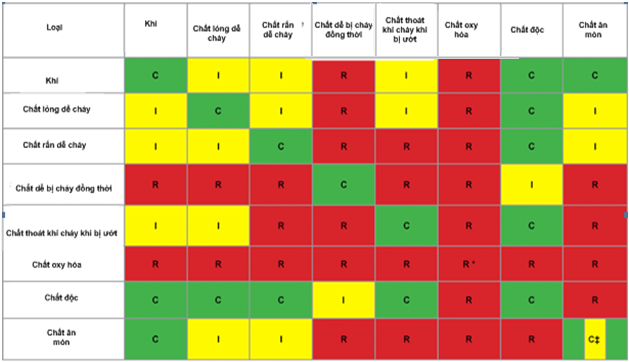 Loại Khí Chất lỏng dễ cháy Chất rắn dễ cháy Chất dễ bị cháy đồng thời Chất thoát khí cháy khi bị ướt Chất oxy hóa Chất độc Chất ăn mòn
Khí C I I R I R C C
Chất lỏng dễ cháy I C I R I R C I
Chất rắn dễ cháy I I C R R R C I
Chất dễ bị cháy đồng thời R R R C R R I R
Chất thoát khí cháy khi bị ướt I I R R C R C R
Chất oxy hóa R R R R R R * R R
Chất độc C C C I C R C R
Chất ăn mòn C I I R R R R C‡